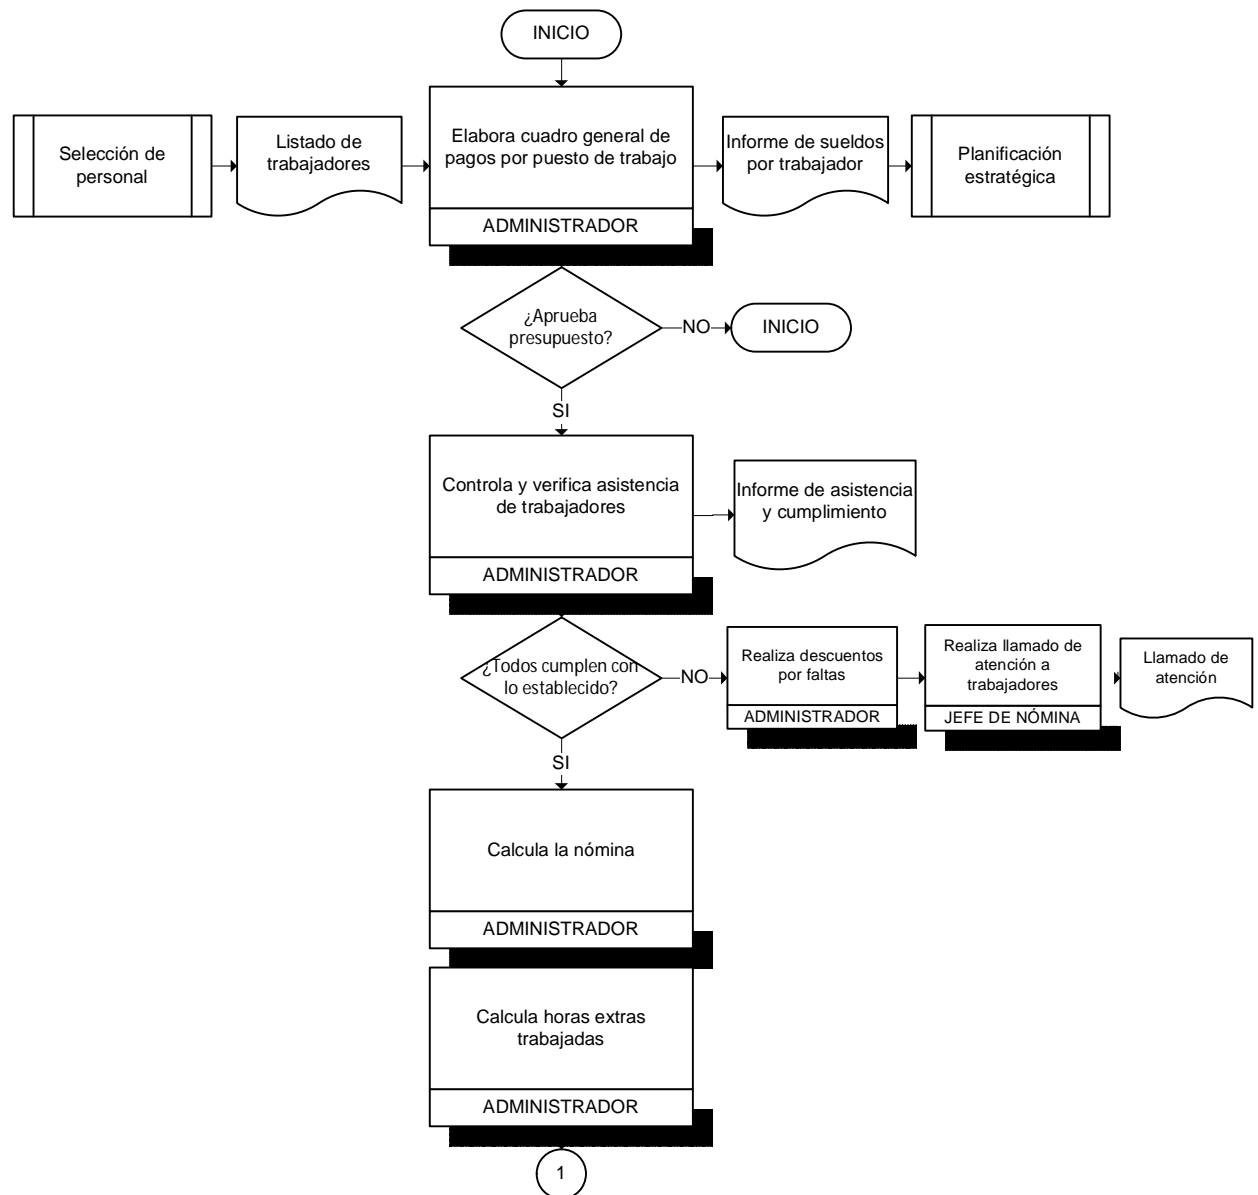 INICIO
Selección de
personal
Listado de
trabajadores
Elabora cuadro general de
pagos por puesto de trabajo
ADMINISTRADOR
Informe de sueldos
por trabajador
Planificación
estratégica
¿Aprueba
presupuesto?
NO
INICIO
SI
Controla y verifica asistencia
de trabajadores
ADMINISTRADOR
Informe de asistencia
y cumplimiento
¿Todos cumplen con
lo establecido?
NO
Realiza descuentos
por faltas
ADMINISTRADOR
Realiza llamado de
atención a
trabajadores
JEFE DE NÓMINA
Llamado de
atención
SI
Calcula la nómina
ADMINISTRADOR
Calcula horas extras
trabajadas
ADMINISTRADOR
1